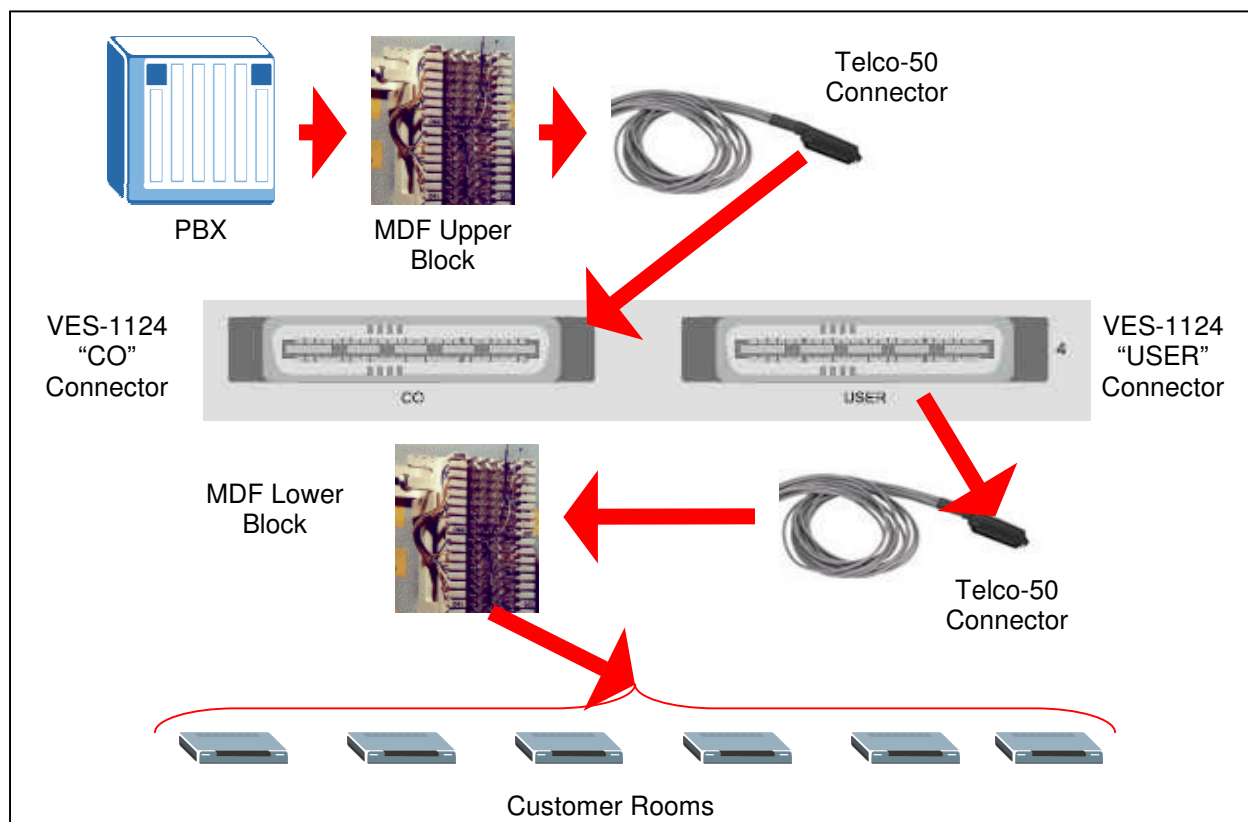 Telco-50
Connector
PBX
MDF Upper
Block
VES-1124
“CO”
Connector
VES-1124
“USER”
Connector
4
CO
USER
MDF Lower
Block
Telco-50
Connector
Customer Rooms